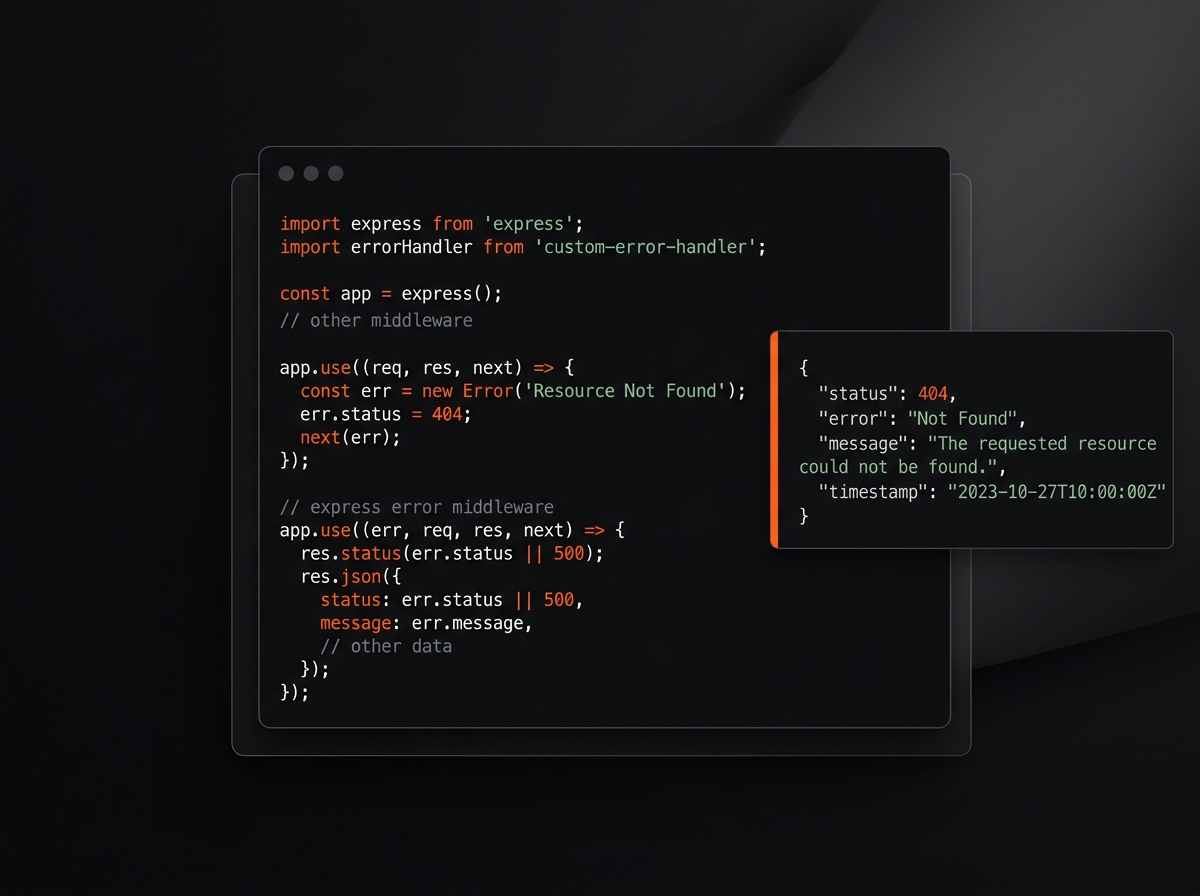 import express from 'express';
import errorHandler from 'custom-error-handler';

const app = express();
// other middleware

app.use((req, res, next) => {
  const err = new Error('Resource Not Found');
  err.status = 404;
  next(err);
});

// express error middleware
app.use((err, req, res, next) => {
  res.status(err.status || 500);
  res.json({
    status: err.status || 500,
    message: err.message,
    // other data
  });
});

{
  "status": 404,
  "error": "Not Found",
  "message": "The requested resource
could not be found.",
  "timestamp": "2023-10-27T10:00:00Z"
}